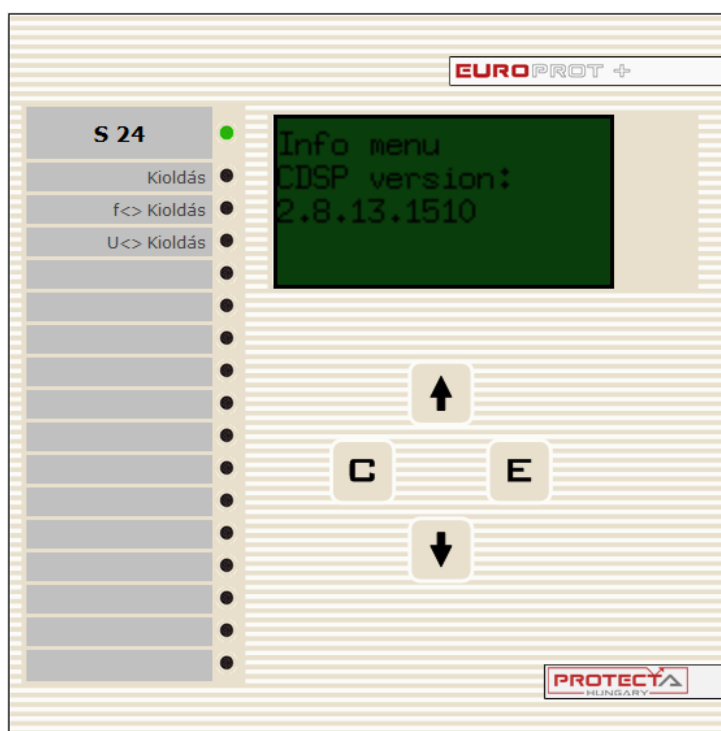 EUROPROT +
S 24
Kioldás
f<> Kioldás
U<> Kioldás
Info menu
CDSP version:
2.8.13.1510
C
E
PROTECTA
HUNGARY